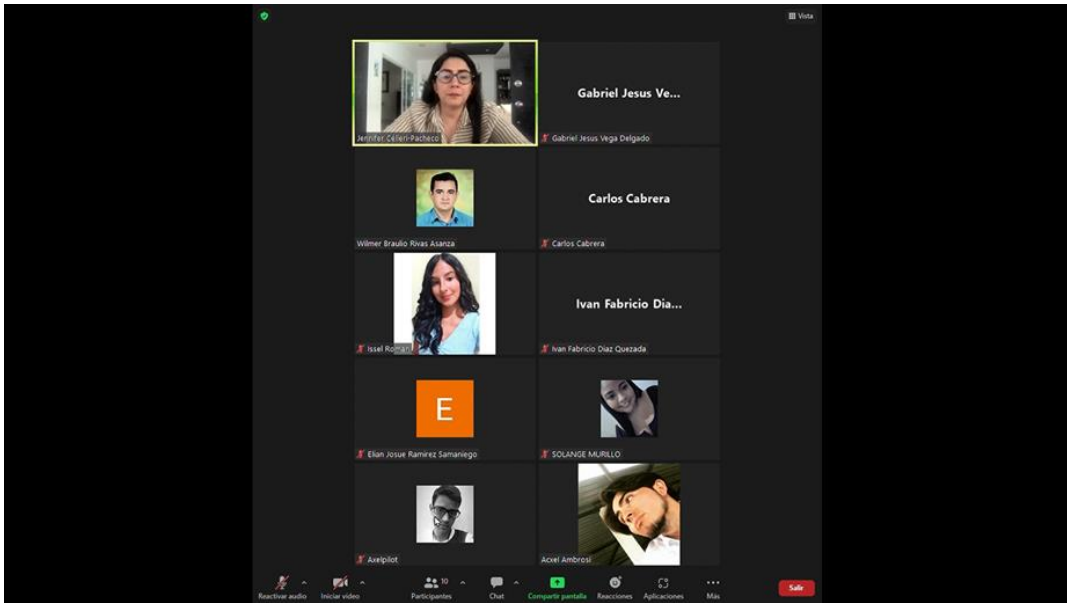 Vista
Jennifer Célleri-Pacheco
Gabriel Jesus Ve...
Gabriel Jesus Vega Delgado
Wilmer Braulio Rivas Asanza
Carlos Cabrera
Carlos Cabrera
Issel Roman
Ivan Fabricio Dia...
Ivan Fabricio Diaz Quezada
E
Elian Josue Ramirez Samaniego
SOLANGE MURILLO
Axelpilot
Acxel Ambrosi
10
Reactivar audio
Iniciar video
Participantes
Chat
Compartir pantalla
Reacciones
Aplicaciones
Más
Salir